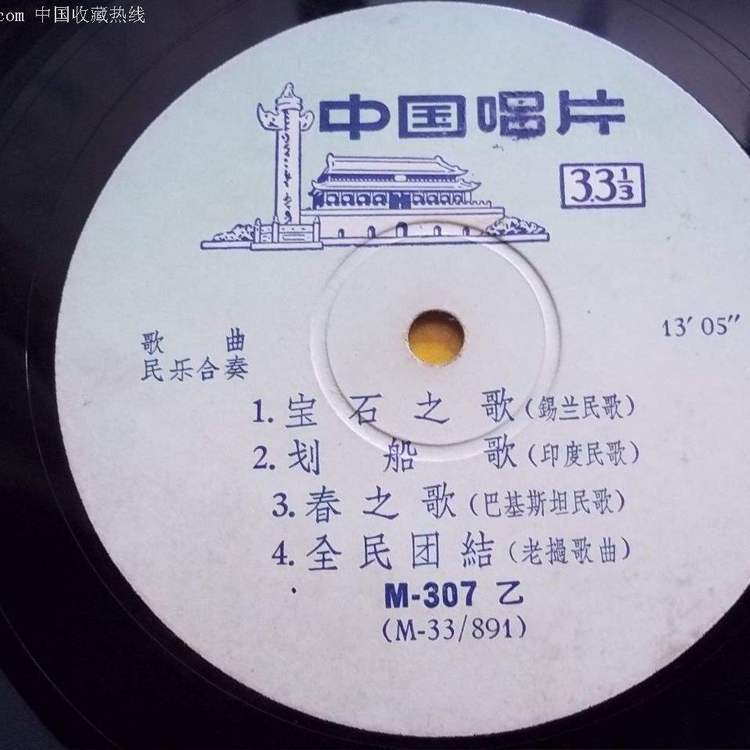 .com 中国收藏热线
中国唱片
33⅓
13′ 05″
歌曲
民乐合奏
1. 宝石之歌(錫兰民歌)
2. 划船歌(印度民歌)
3. 春之歌(巴基斯坦民歌)
4. 全民团結(老撾歌曲)
M-307 乙
(M-33/891)